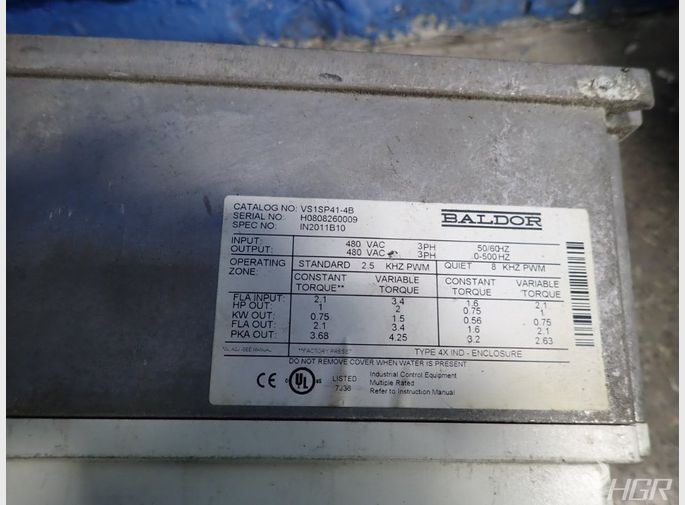 CATALOG NO: VS1SP41-4B
SERIAL NO: H0808260009
SPEC NO: IN2011B10
BALDOR
INPUT: 480 VAC 3PH 50/60HZ
OUTPUT: 480 VAC 3PH 0-500HZ
OPERATING ZONE: STANDARD 2.5 KHZ PWM QUIET 8 KHZ PWM
CONSTANT VARIABLE CONSTANT VARIABLE
TORQUE** TORQUE TORQUE TORQUE
FLA INPUT: 2.1 3.4 1.6 2.1
HP OUT: 1 2 0.75 1
KW OUT: 0.75 1.5 0.56 0.75
FLA OUT: 2.1 3.4 1.6 2.1
PKA OUT: 3.68 4.25 3.2 2.63
**FACTORY PRESET TYPE 4X IND - ENCLOSURE
DO NOT REMOVE COVER WHEN WATER IS PRESENT
CE c UL us LISTED 7J36
Industrial Control Equipment
Multiple Rated
Refer to Instruction Manual
HGR